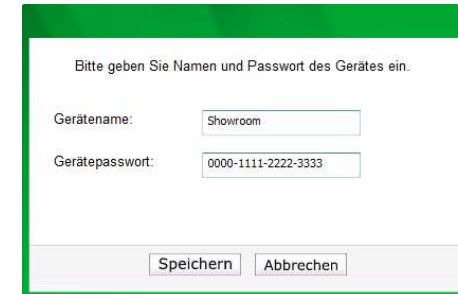 Bitte geben Sie Namen und Passwort des Gerätes ein.
Gerätename: Showroom
Gerätepasswort: 0000-1111-2222-3333
Speichern Abbrechen